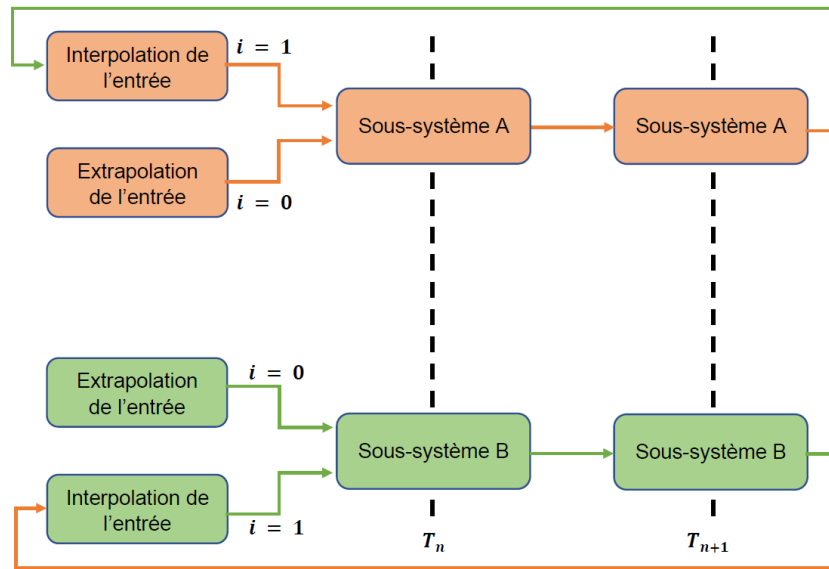 Interpolation de
l'entrée
i = 1
Sous-système A
Sous-système A
Extrapolation
de l'entrée
i = 0
Extrapolation
de l'entrée
i = 0
Sous-système B
Sous-système B
Interpolation de
l'entrée
i = 1
Tn
Tn+1